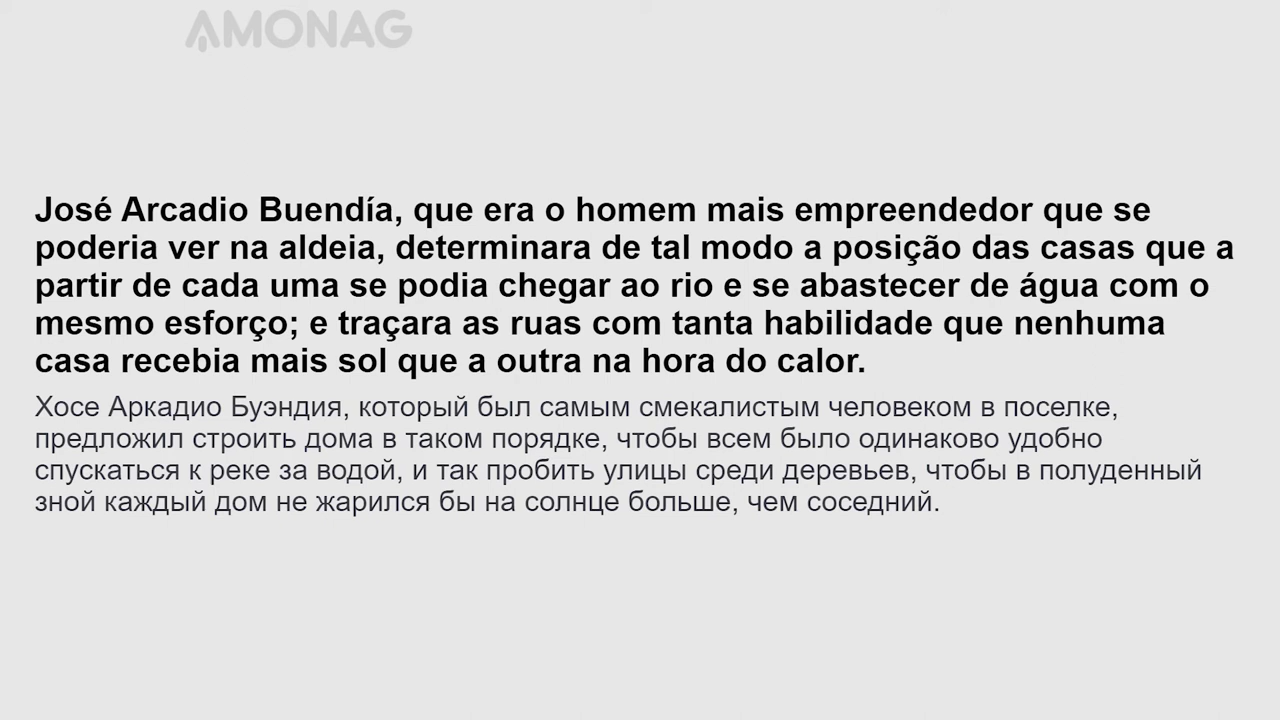 AMONAG
José Arcadio Buendía, que era o homem mais empreendedor que se
poderia ver na aldeia, determinara de tal modo a posição das casas que a
partir de cada uma se podia chegar ao rio e se abastecer de água com o
mesmo esforço; e traçara as ruas com tanta habilidade que nenhuma
casa recebia mais sol que a outra na hora do calor.
Хосе Аркадио Буэндия, который был самым смекалистым человеком в поселке,
предложил строить дома в таком порядке, чтобы всем было одинаково удобно
спускаться к реке за водой, и так пробить улицы среди деревьев, чтобы в полуденный
зной каждый дом не жарился бы на солнце больше, чем соседний.